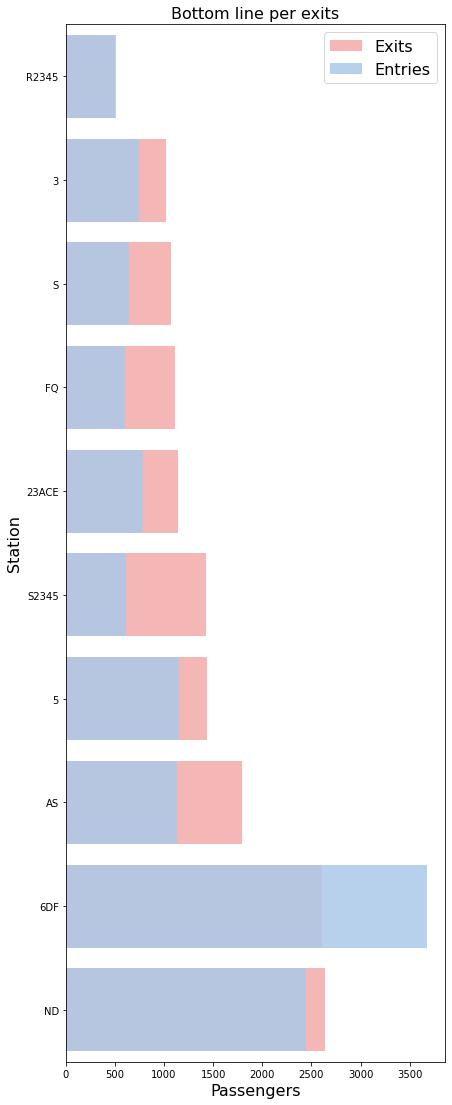 Bottom line per exits
Exits
Entries
R2345
3
S
FQ
23ACE
S2345
5
AS
6DF
ND
Station
0 500 1000 1500 2000 2500 3000 3500
Passengers